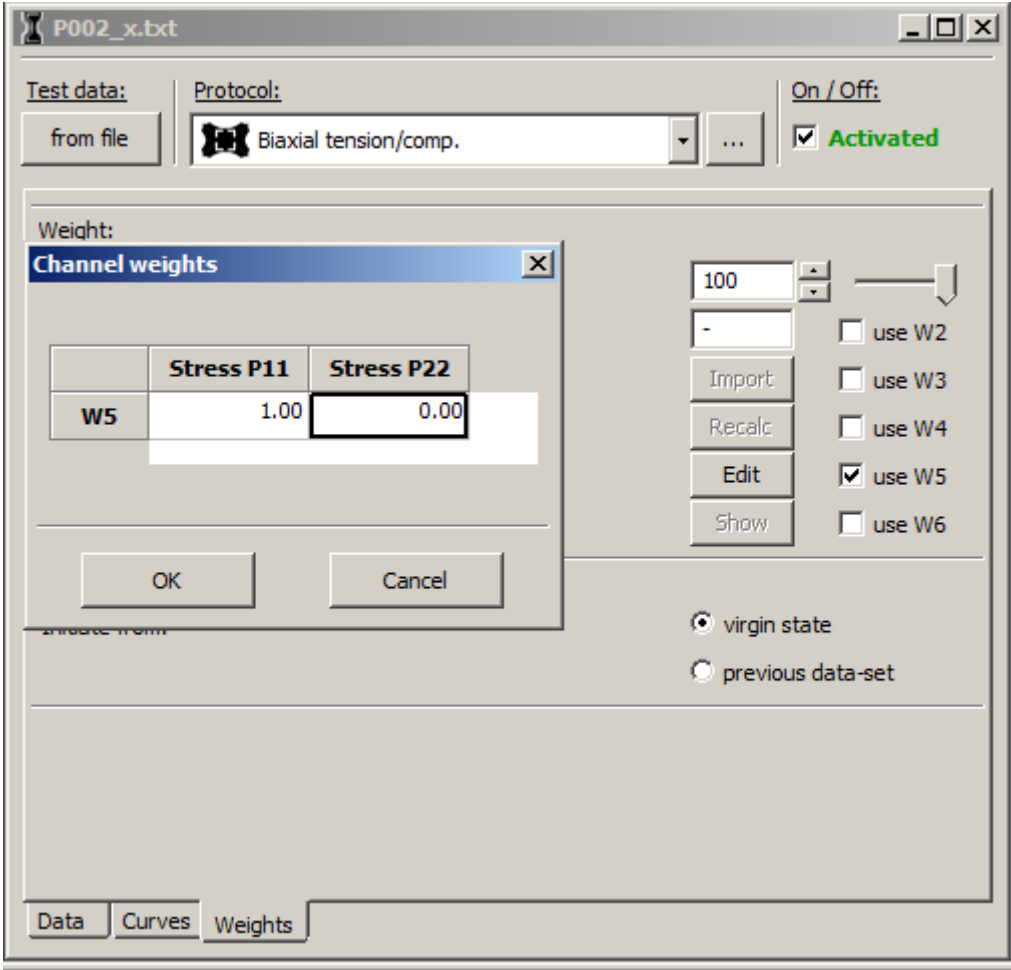 P002_x.txt
Test data:
Protocol:
On / Off:
from file
Biaxial tension/comp.
...
Activated
Weight:
Channel weights
Stress P11 Stress P22
W5 1.00 0.00
OK Cancel
100
- use W2
Import use W3
Recalc use W4
Edit use W5
Show use W6
virgin state
previous data-set
Data Curves Weights